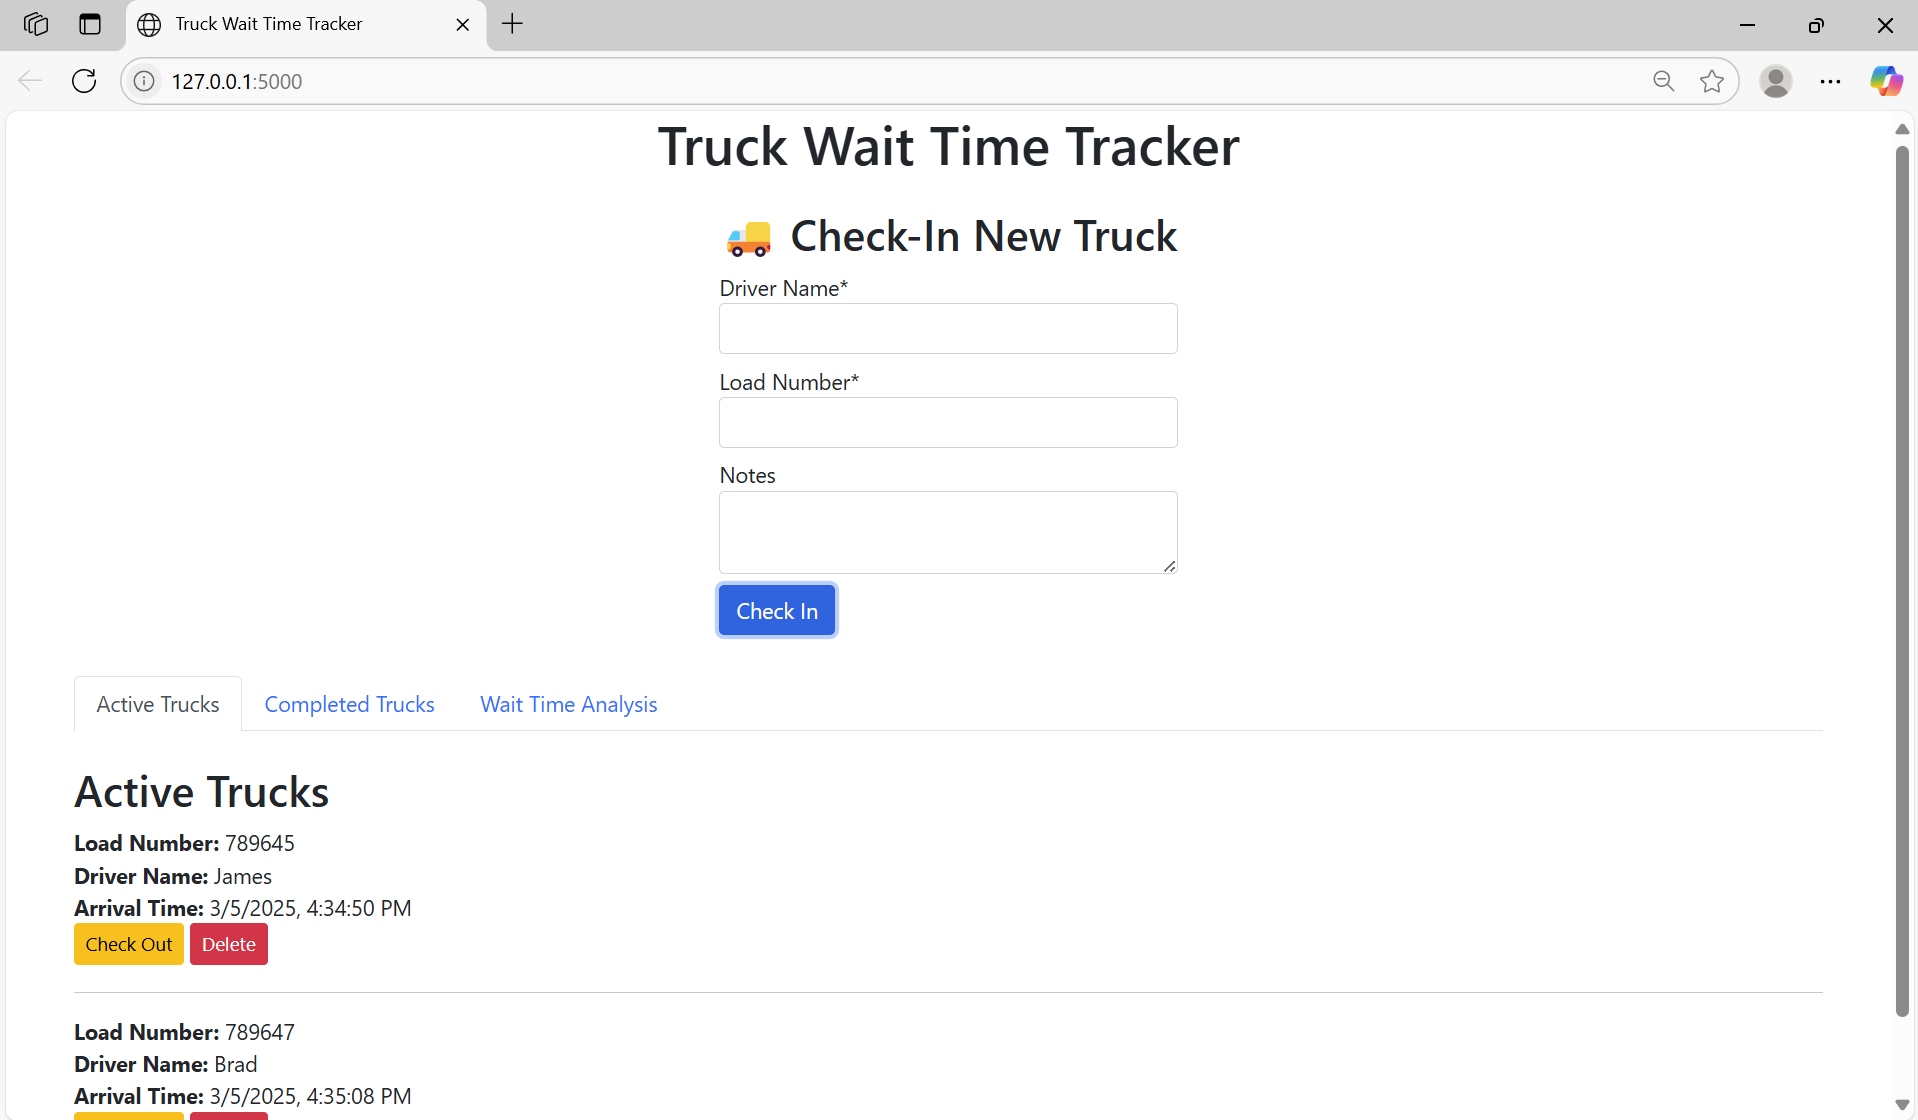 Truck Wait Time Tracker
127.0.0.1:5000
Truck Wait Time Tracker
Check-In New Truck
Driver Name*
Load Number*
Notes
Check In
Active Trucks Completed Trucks Wait Time Analysis
Active Trucks
Load Number: 789645
Driver Name: James
Arrival Time: 3/5/2025, 4:34:50 PM
Check Out Delete
Load Number: 789647
Driver Name: Brad
Arrival Time: 3/5/2025, 4:35:08 PM